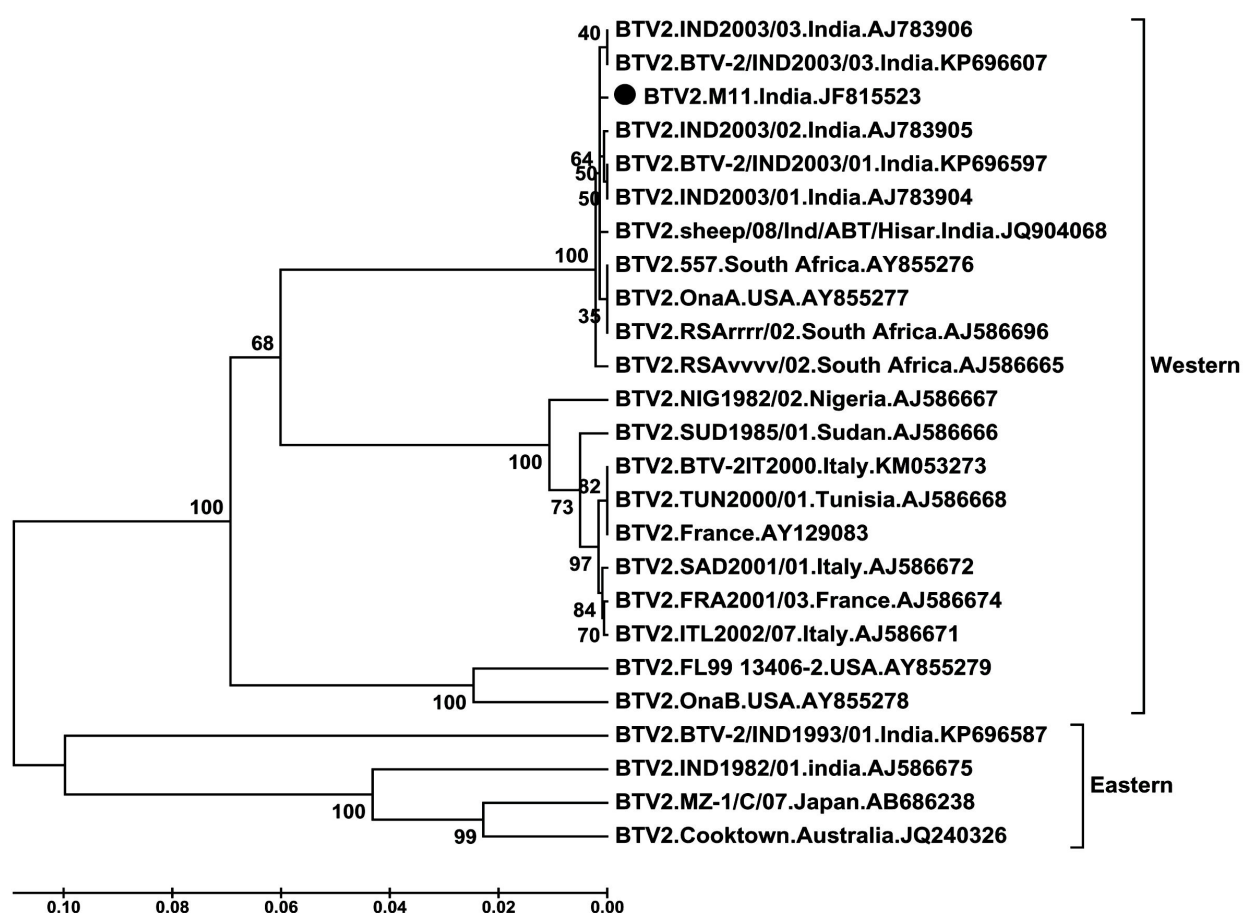 40
BTV2.IND2003/03.India.AJ783906
BTV2.BTV-2/IND2003/03.India.KP696607
BTV2.M11.India.JF815523
BTV2.IND2003/02.India.AJ783905
64
BTV2.BTV-2/IND2003/01.India.KP696597
50
BTV2.IND2003/01.India.AJ783904
50
BTV2.sheep/08/Ind/ABT/Hisar.India.JQ904068
100
BTV2.557.South Africa.AY855276
BTV2.OnaA.USA.AY855277
35
BTV2.RSArrrr/02.South Africa.AJ586696
68
BTV2.RSAvvvv/02.South Africa.AJ586665
Western
BTV2.NIG1982/02.Nigeria.AJ586667
BTV2.SUD1985/01.Sudan.AJ586666
100
BTV2.BTV-2IT2000.Italy.KM053273
82
BTV2.TUN2000/01.Tunisia.AJ586668
100
73
BTV2.France.AY129083
97
BTV2.SAD2001/01.Italy.AJ586672
BTV2.FRA2001/03.France.AJ586674
84
BTV2.ITL2002/07.Italy.AJ586671
70
BTV2.FL99 13406-2.USA.AY855279
100
BTV2.OnaB.USA.AY855278
BTV2.BTV-2/IND1993/01.India.KP696587
BTV2.IND1982/01.india.AJ586675
Eastern
100
BTV2.MZ-1/C/07.Japan.AB686238
99
BTV2.Cooktown.Australia.JQ240326
0.10 0.08 0.06 0.04 0.02 0.00